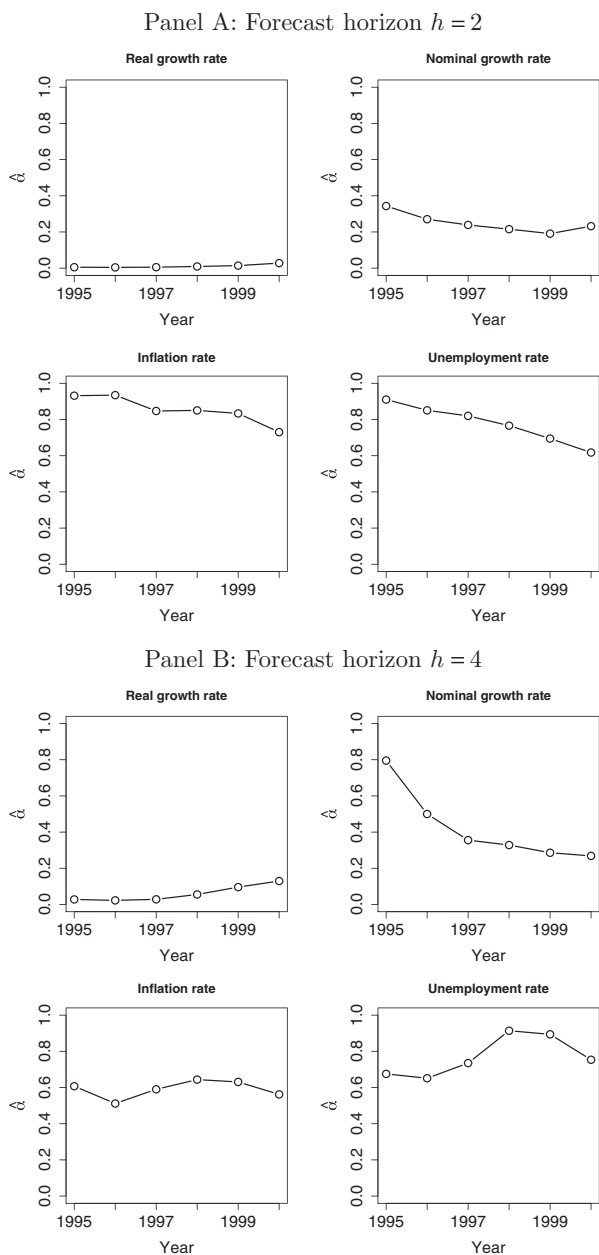 Panel A: Forecast horizon h = 2
Real growth rate
Nominal growth rate
1.0
0.8
0.6
0.4
0.2
0.0
α̂
1995 1997 1999
Year
1.0
0.8
0.6
0.4
0.2
0.0
α̂
1995 1997 1999
Year
Inflation rate
Unemployment rate
1.0
0.8
0.6
0.4
0.2
0.0
α̂
1995 1997 1999
Year
1.0
0.8
0.6
0.4
0.2
0.0
α̂
1995 1997 1999
Year
Panel B: Forecast horizon h = 4
Real growth rate
Nominal growth rate
1.0
0.8
0.6
0.4
0.2
0.0
α̂
1995 1997 1999
Year
1.0
0.8
0.6
0.4
0.2
0.0
α̂
1995 1997 1999
Year
Inflation rate
Unemployment rate
1.0
0.8
0.6
0.4
0.2
0.0
α̂
1995 1997 1999
Year
1.0
0.8
0.6
0.4
0.2
0.0
α̂
1995 1997 1999
Year